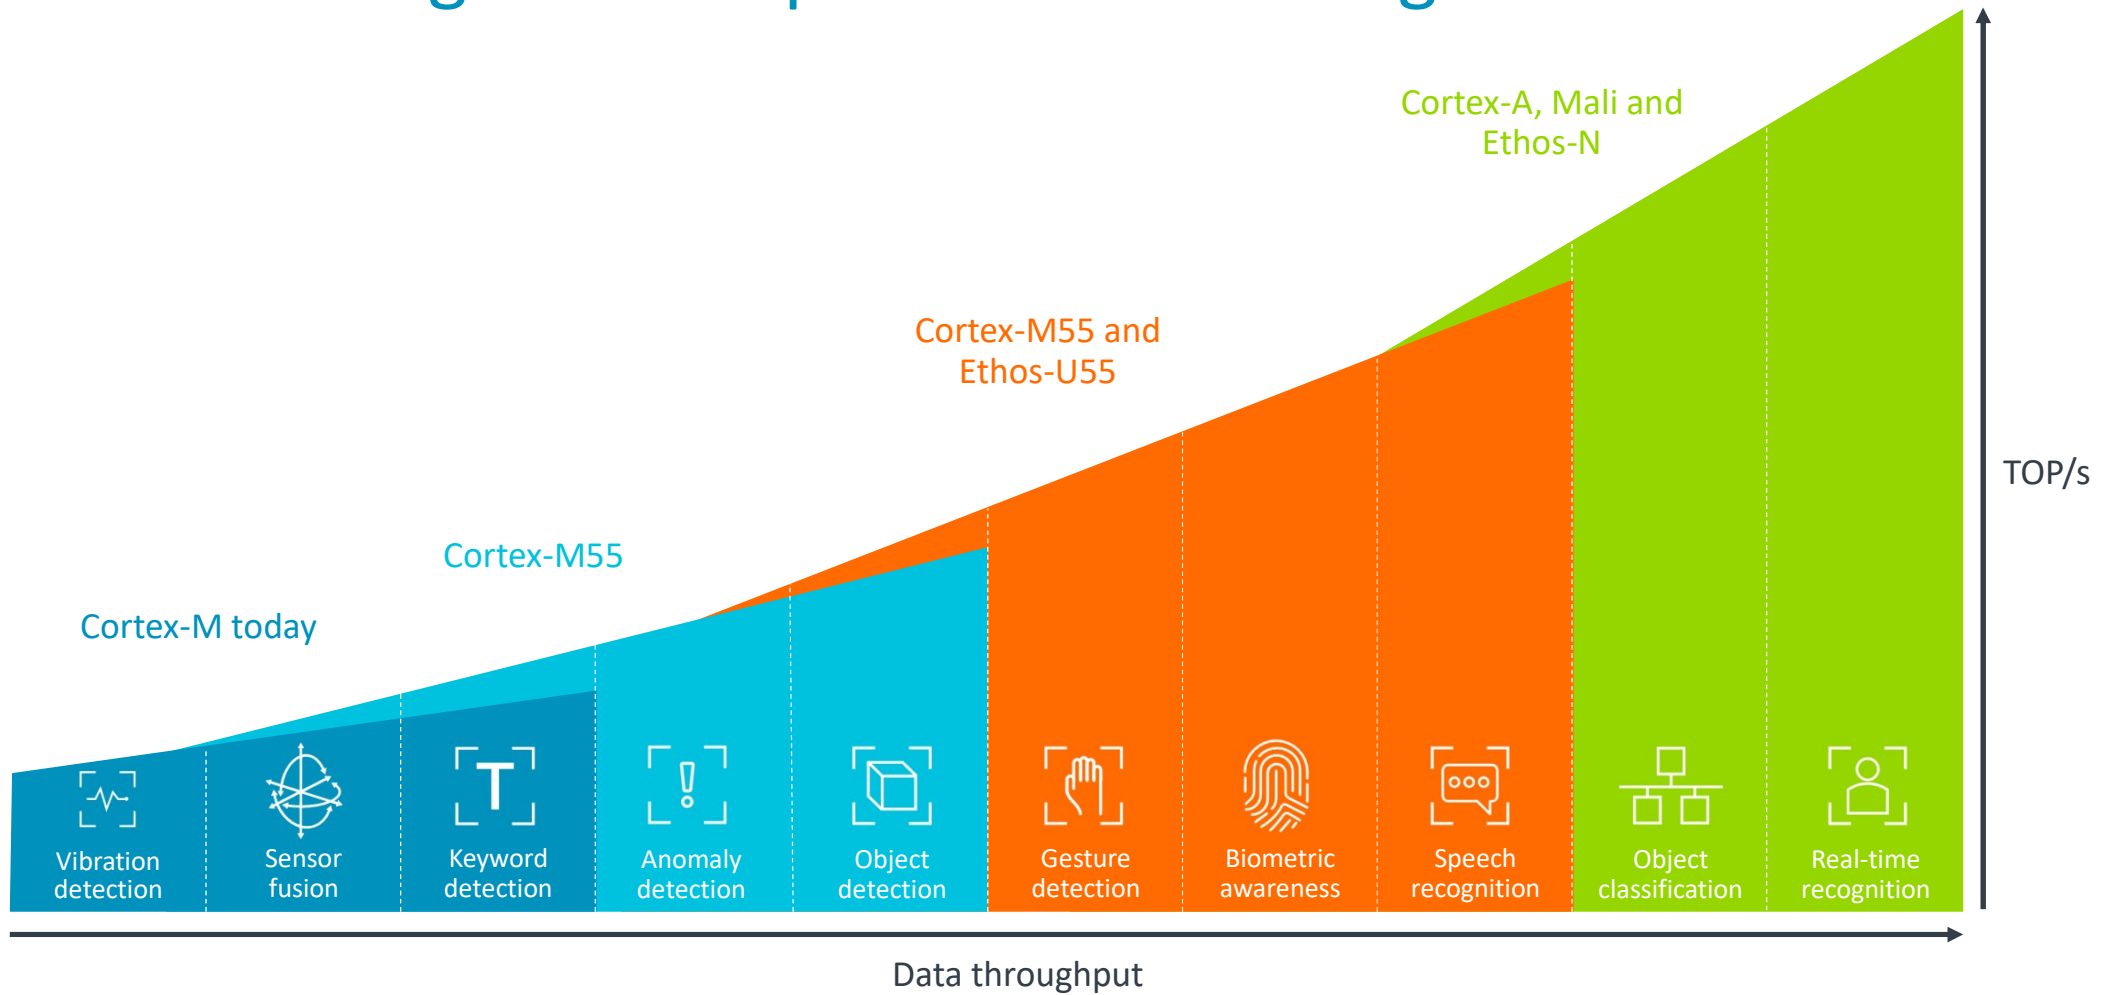 Cortex-A, Mali and
Ethos-N
Cortex-M55 and
Ethos-U55
TOP/s
Cortex-M55
Cortex-M today
T
Vibration
detection
Sensor
fusion
Keyword
detection
Anomaly
detection
Object
detection
Gesture
detection
Biometric
awareness
Speech
recognition
Object
classification
Real-time
recognition
Data throughput